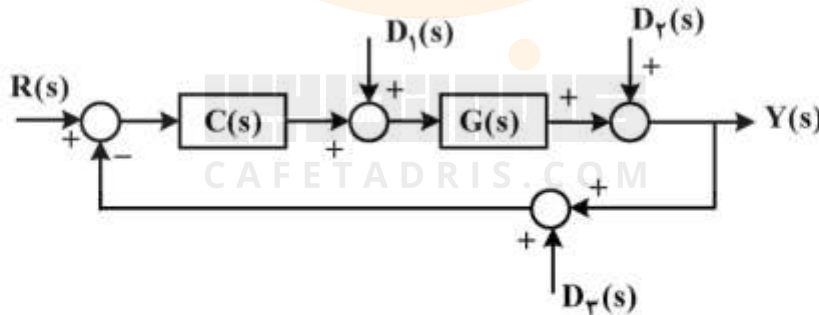 D₁(s)
D₂(s)
R(s)
+
−
C(s)
+
+
G(s)
+
+
Y(s)
CAFETADRIS.COM
+
+
D₃(s)